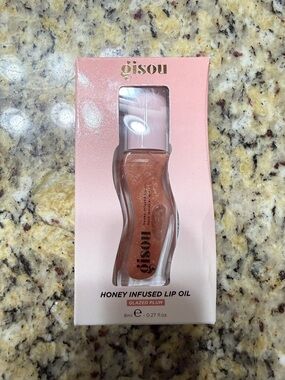 gisou
gisou
HONEY INFUSED LIP OIL
GLAZED PLUM
8ml ℮ - 0.27 fl.oz.